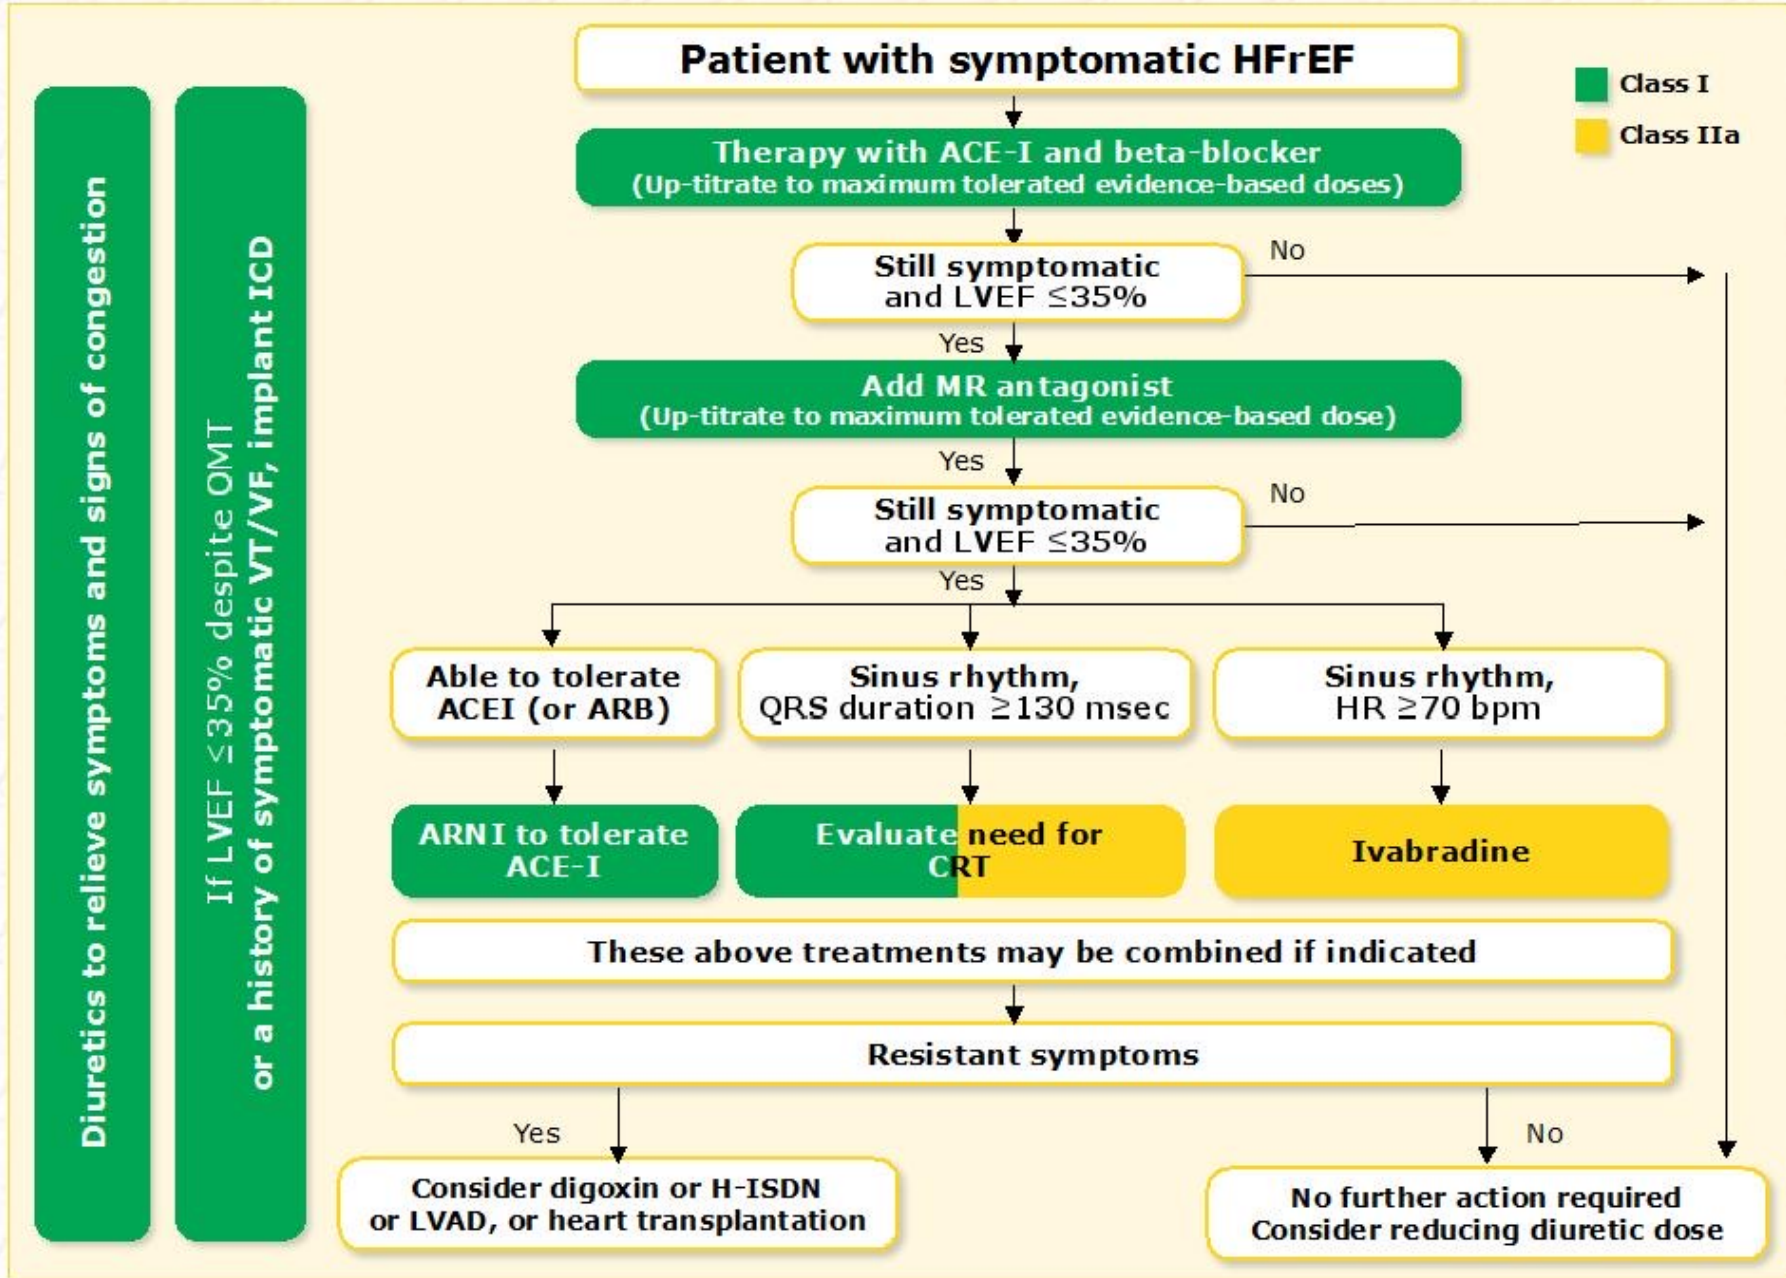 Patient with symptomatic HFrEF
Class I
Class IIa
Therapy with ACE-I and beta-blocker
(Up-titrate to maximum tolerated evidence-based doses)
Still symptomatic
and LVEF ≤35%
No
Yes
Add MR antagonist
(Up-titrate to maximum tolerated evidence-based dose)
Yes
Still symptomatic
and LVEF ≤35%
No
Yes
Able to tolerate
ACEI (or ARB)
Sinus rhythm,
QRS duration ≥130 msec
Sinus rhythm,
HR ≥70 bpm
ARNI to tolerate
ACE-I
Evaluate need for
CRT
Ivabradine
These above treatments may be combined if indicated
Resistant symptoms
Yes
No
Consider digoxin or H-ISDN
or LVAD, or heart transplantation
No further action required
Consider reducing diuretic dose
Diuretics to relieve symptoms and signs of congestion
If LVEF ≤35% despite OMT
or a history of symptomatic VT/VF, implant ICD